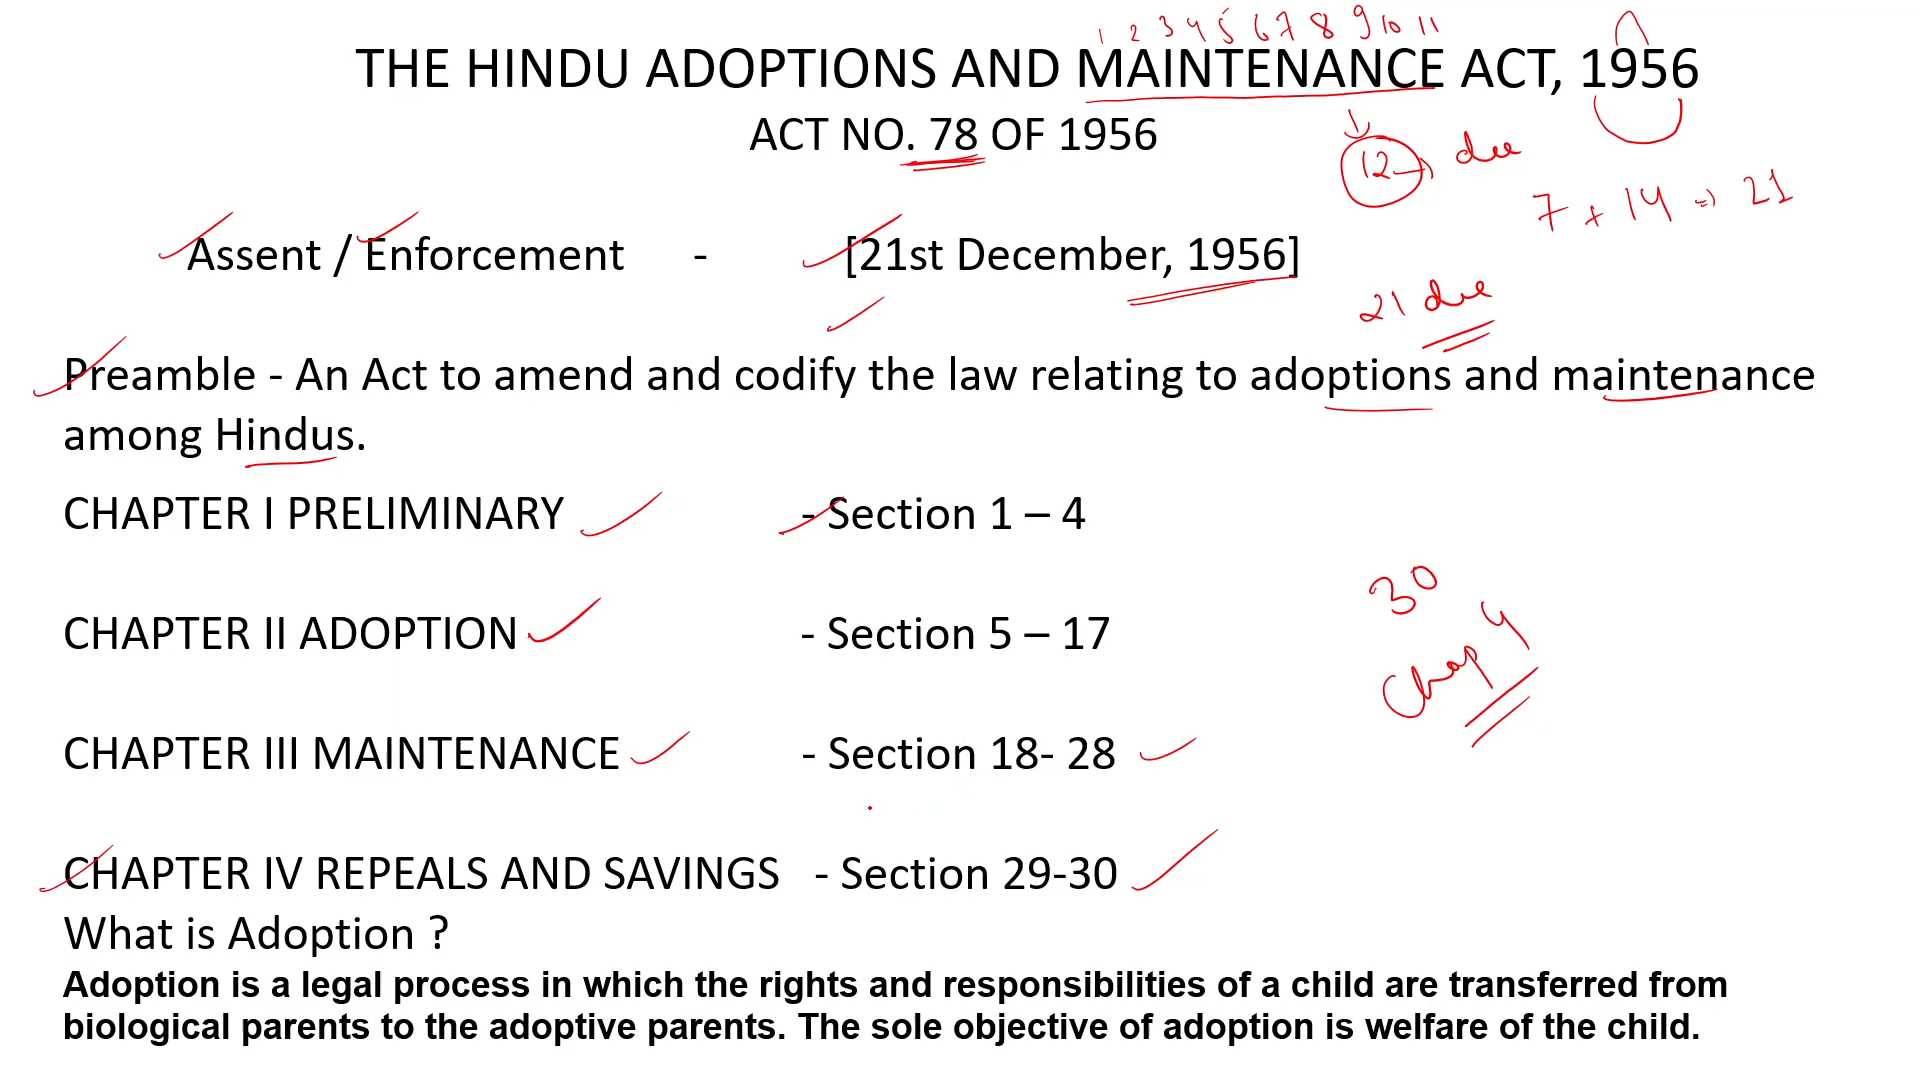 1 2 3 4 5 6 7 8 9 10 11
THE HINDU ADOPTIONS AND MAINTENANCE ACT, 1956
ACT NO. 78 OF 1956
12
7 + 14 => 21
Assent / Enforcement - [21st December, 1956]
21
Preamble - An Act to amend and codify the law relating to adoptions and maintenance
among Hindus.
CHAPTER I PRELIMINARY - Section 1 – 4
30
CHAPTER II ADOPTION - Section 5 – 17
Chap 4
CHAPTER III MAINTENANCE - Section 18- 28
CHAPTER IV REPEALS AND SAVINGS - Section 29-30
What is Adoption ?
Adoption is a legal process in which the rights and responsibilities of a child are transferred from
biological parents to the adoptive parents. The sole objective of adoption is welfare of the child.